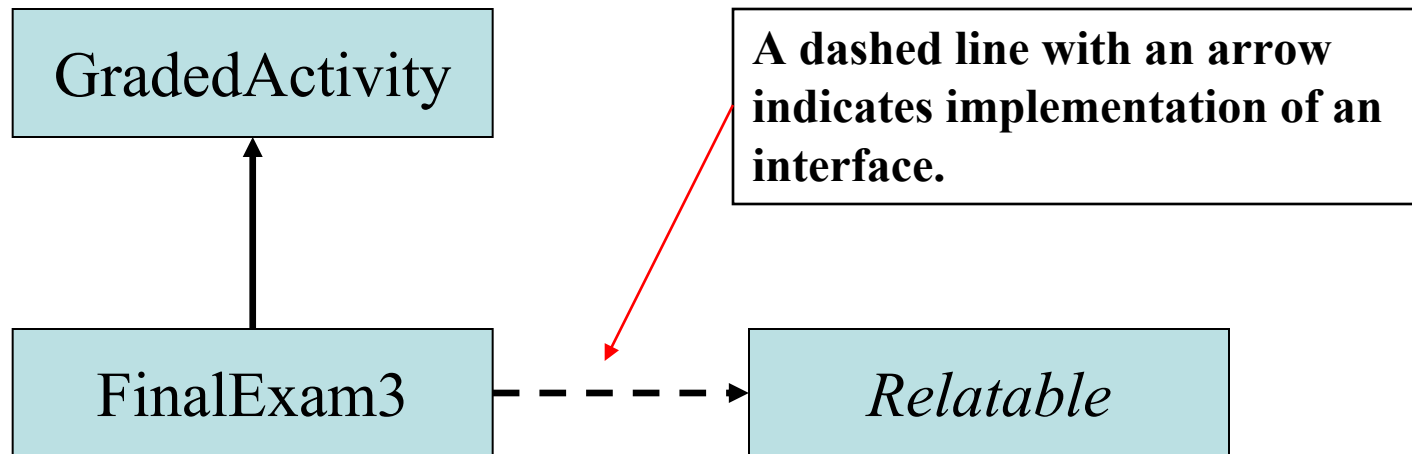 GradedActivity
A dashed line with an arrow
indicates implementation of an
interface.
FinalExam3
Relatable